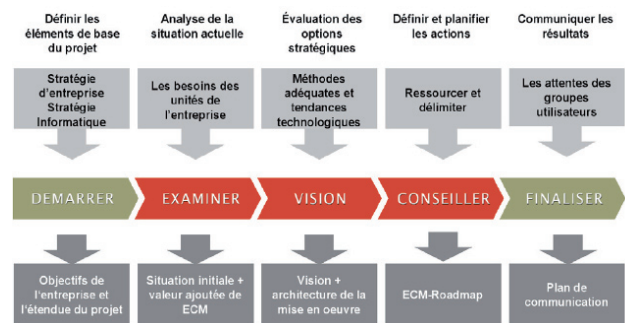 Définir les
éléments de base
du projet
Analyse de la
situation actuelle
Évaluation des
options
stratégiques
Définir et planifier
les actions
Communiquer les
résultats
Stratégie
d'entreprise
Stratégie
Informatique
Les besoins des
unités de
l'entreprise
Méthodes
adéquates et
tendances
technologiques
Ressourcer et
délimiter
Les attentes des
groupes
utilisateurs
DEMARRER
EXAMINER
VISION
CONSEILLER
FINALISER
Objectifs de
l'entreprise et
l'étendue du projet
Situation initiale +
valeur ajoutée de
ECM
Vision +
architecture de la
mise en oeuvre
ECM-Roadmap
Plan de
communication